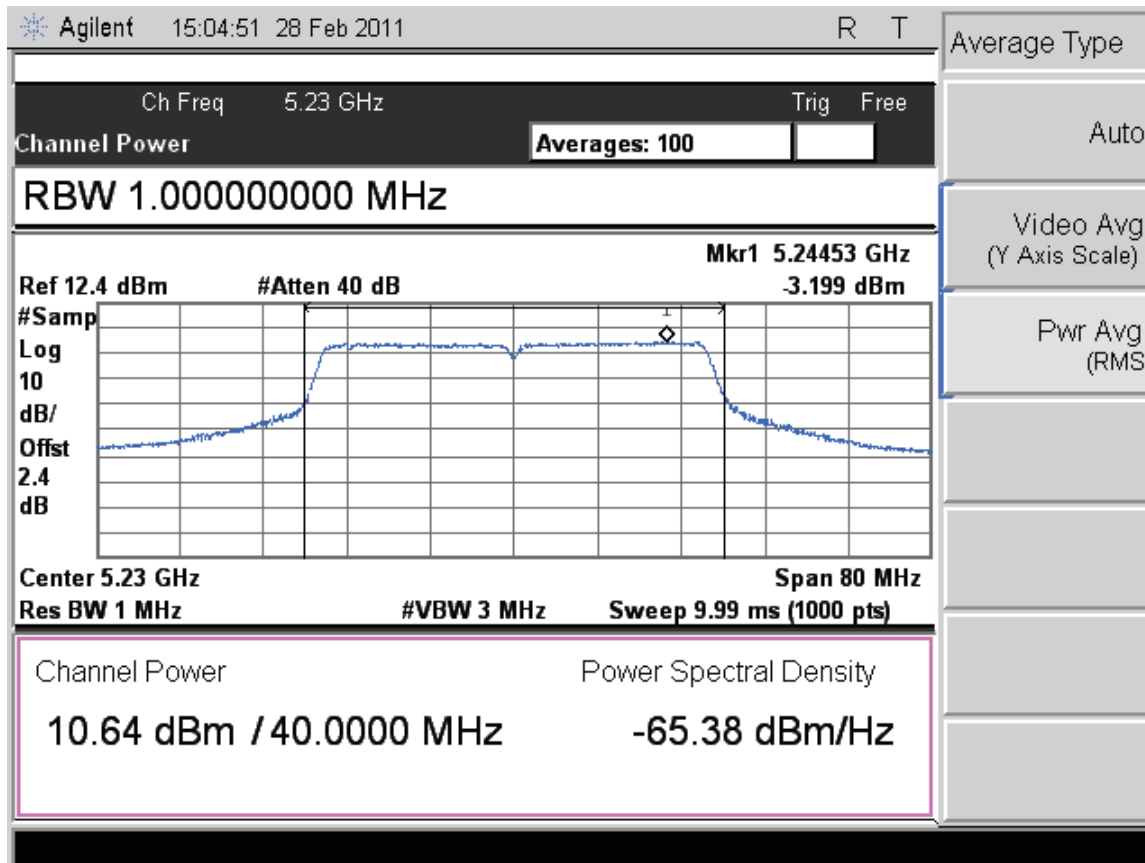 Agilent 15:04:51 28 Feb 2011 R T
Average Type
Ch Freq 5.23 GHz Trig Free
Channel Power Averages: 100
Auto
RBW 1.000000000 MHz
Video Avg
(Y Axis Scale)
Mkr1 5.24453 GHz
Ref 12.4 dBm #Atten 40 dB -3.199 dBm
#Samp
Log
10
dB/
Offst
2.4
dB
1
Pwr Avg
(RMS
Center 5.23 GHz Span 80 MHz
Res BW 1 MHz #VBW 3 MHz Sweep 9.99 ms (1000 pts)
Channel Power Power Spectral Density
10.64 dBm / 40.0000 MHz -65.38 dBm/Hz